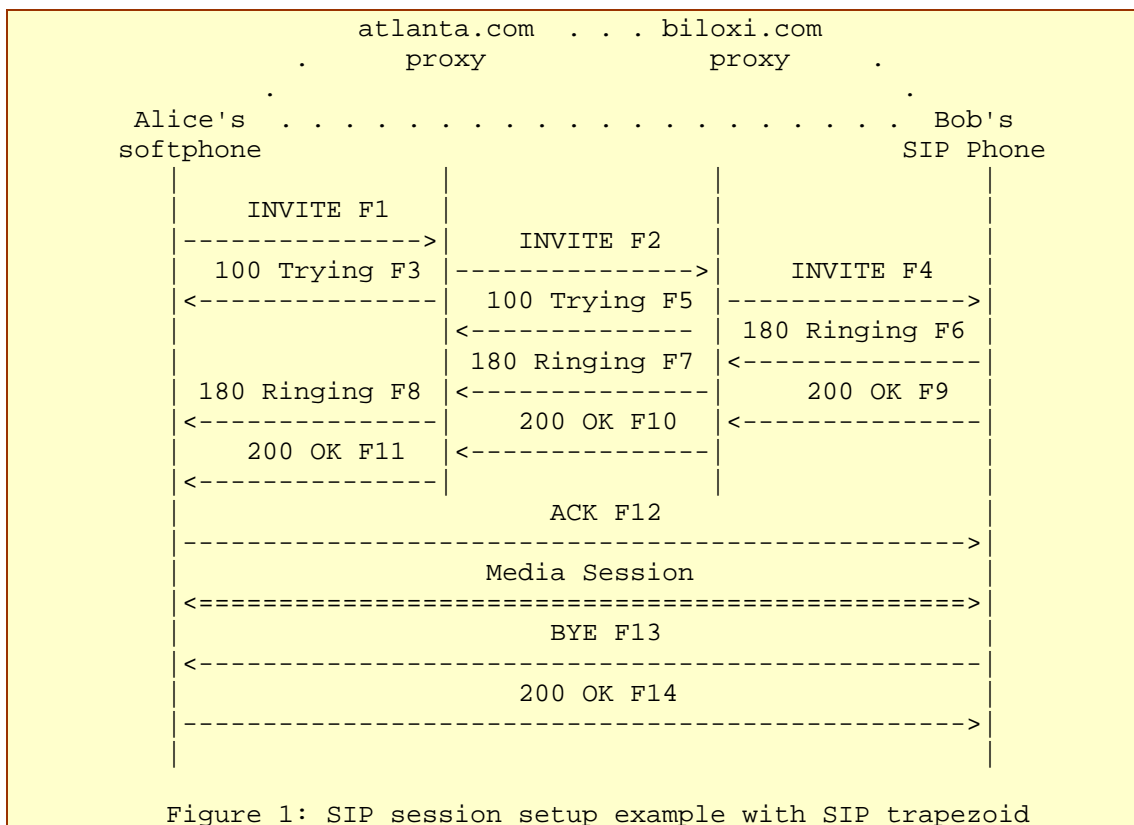 atlanta.com . . . biloxi.com
. proxy proxy .
. .
Alice's . . . . . . . . . . . . . . . . . . . . Bob's
softphone SIP Phone
| | | |
| INVITE F1 | | |
|--------------->| INVITE F2 | |
| 100 Trying F3 |--------------->| INVITE F4 |
|<---------------| 100 Trying F5 |--------------->|
| |<-------------- | 180 Ringing F6 |
| | 180 Ringing F7 |<---------------|
| 180 Ringing F8 |<---------------| 200 OK F9 |
|<---------------| 200 OK F10 |<---------------|
| 200 OK F11 |<---------------| |
|<---------------| | |
| ACK F12 |
|------------------------------------------------->|
| Media Session |
|<================================================>|
| BYE F13 |
|<-------------------------------------------------|
| 200 OK F14 |
|------------------------------------------------->|
| |
Figure 1: SIP session setup example with SIP trapezoid